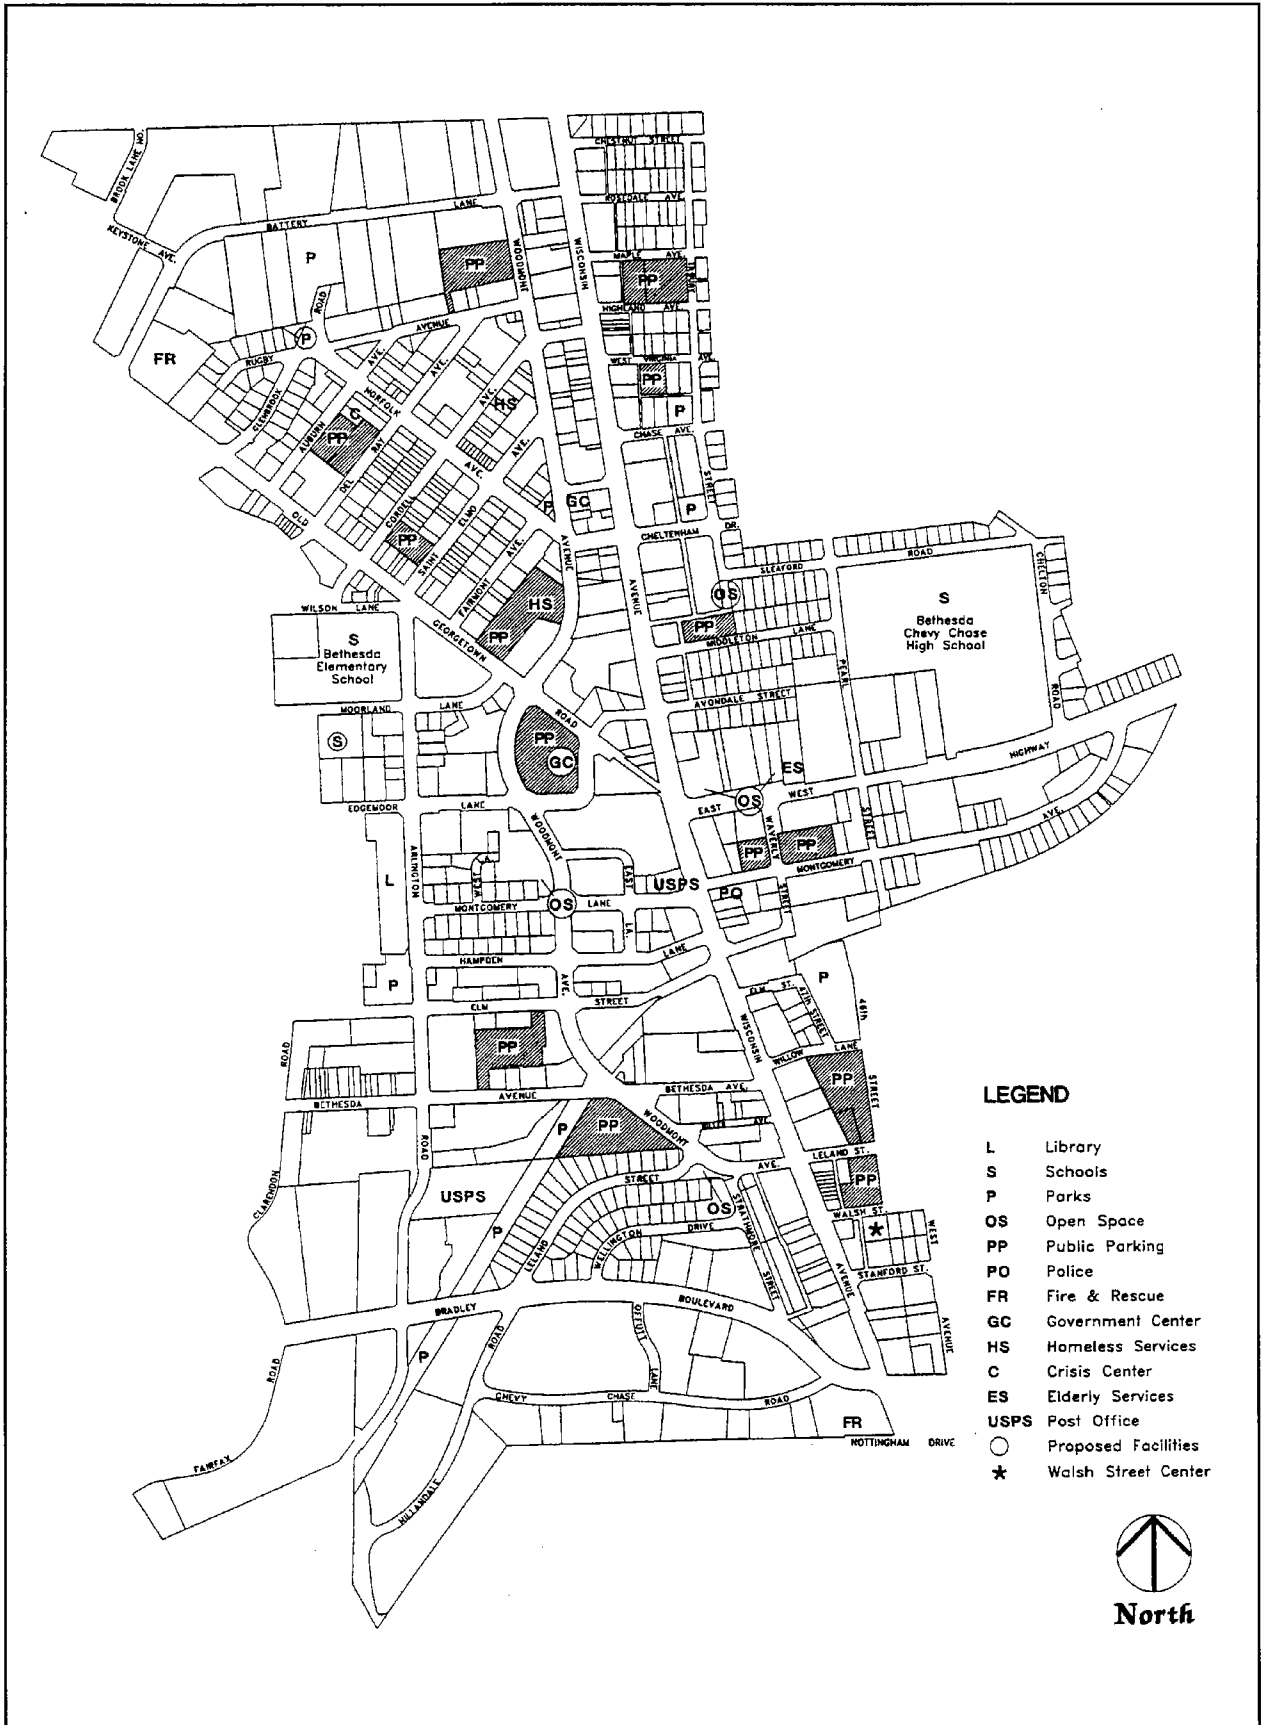 CHESTNUT STREET
BROOK LANE NO.
ROSEDALE AVE.
BATTERY LANE
KEYSTONE AVE.
WOODMONT
WISCONSIN
MAPLE AVE.
P
PP
PP
ROAD
HIGHLAND AVE.
P
AVENUE
FR
RUGBY
WEST VIRGINIA AVE.
AVE.
AVE.
PP
GLENBROOK
NORFOLK
AVE.
HS
P
C
AUBURN
PP
CHASE AVE.
DEL RAY
AVE.
AVE.
STREET
CORDELL
P
GC
P
OLD
ELMO
CHELTENHAM DR.
PP
SAINT
AVE.
AVENUE
SLEAFORD ROAD
CHELTON
FAIRMONT
AVENUE
OS
S
WILSON LANE
HS
Bethesda
Chevy Chase
High School
GEORGETOWN
PP
PP
MIDDLETON LANE
S
Bethesda
Elementary
School
PEARL
AVONDALE STREET
ROAD
MOORLAND LANE
ROAD
S
PP
HIGHWAY
GC
ES
EDGEMOOR LANE
EAST WEST
OS
WOODMONT
WAVERLY
STREET
AVE.
PP
PP
ARLINGTON
MONTGOMERY
L
WEST LA.
EAST
USPS
PO
MONTGOMERY LANE
OS
STREET
LA.
HAMPDEN LANE
P
P
AVE.
ELM STREET
ELM ST.
47th STREET
46th
PP
WISCONSIN
WILLOW LANE
ROAD
PP
STREET
BETHESDA AVENUE
BETHESDA AVE.
P
PP
WOODMONT
MILLER AVE.
LELAND ST.
ROAD
AVE.
CLARENDON
USPS
STREET
PP
OS
STRATHMORE
WALSH ST.
P
DRIVE
WEST
LELAND
WELLINGTON
STREET
AVENUE
STANFORD ST.
BRADLEY BOULEVARD
AVENUE
ROAD
OFFUTT
P
ROAD
LANE
CHEVY CHASE ROAD
FR
NOTTINGHAM DRIVE
FAIRFAX
HILLANDALE
LEGEND
L Library
S Schools
P Parks
OS Open Space
PP Public Parking
PO Police
FR Fire & Rescue
GC Government Center
HS Homeless Services
C Crisis Center
ES Elderly Services
USPS Post Office
Proposed Facilities
★ Walsh Street Center
North